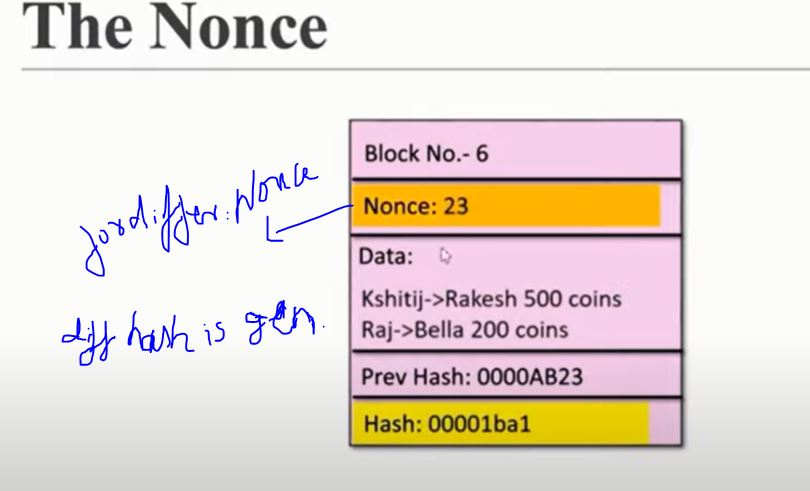 The Nonce
Block No.- 6
for differ. Nonce
Nonce: 23
Data:
Kshitij->Rakesh 500 coins
Raj->Bella 200 coins
diff hash is gen.
Prev Hash: 0000AB23
Hash: 00001ba1